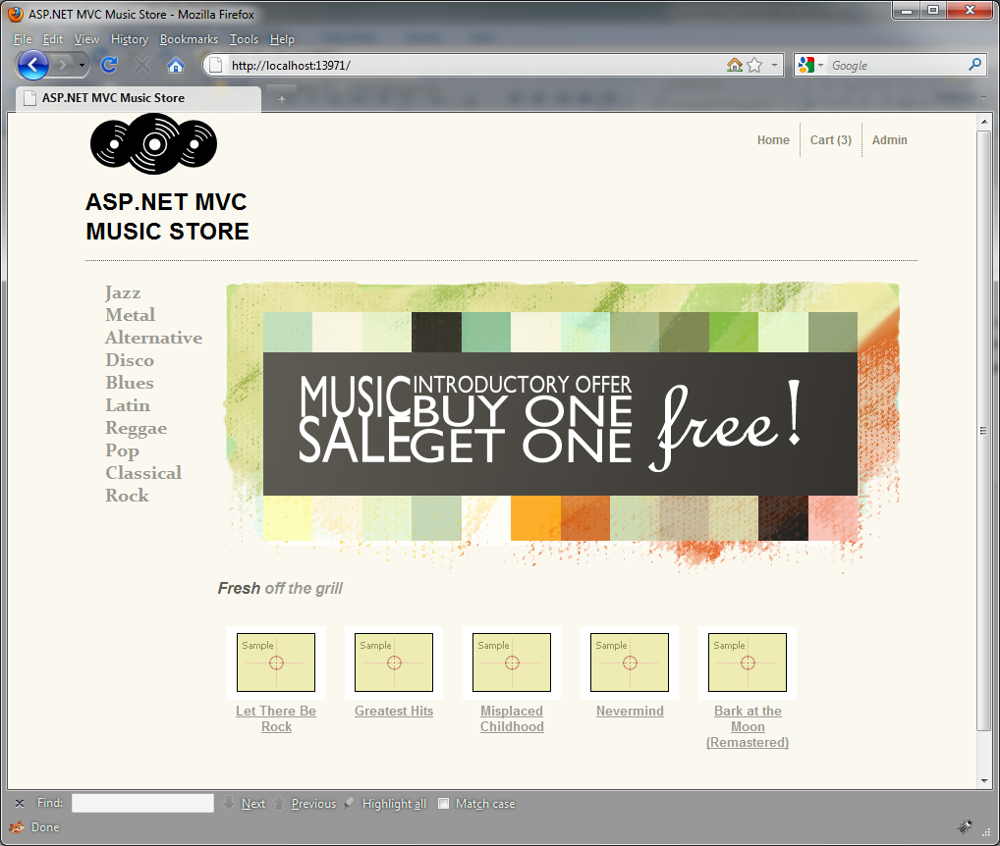 ASP.NET MVC Music Store - Mozilla Firefox
File Edit View History Bookmarks Tools Help
http://localhost:13971/
Google
ASP.NET MVC Music Store
Home Cart (3) Admin
ASP.NET MVC
MUSIC STORE
Jazz
Metal
Alternative
Disco
Blues
Latin
Reggae
Pop
Classical
Rock
MUSIC
SALE
INTRODUCTORY OFFER
BUY ONE
GET ONE
free!
Fresh off the grill
Sample Sample Sample Sample Sample
Let There Be
Rock
Greatest Hits
Misplaced
Childhood
Nevermind
Bark at the
Moon
(Remastered)
Find: Next Previous Highlight all Match case
Done